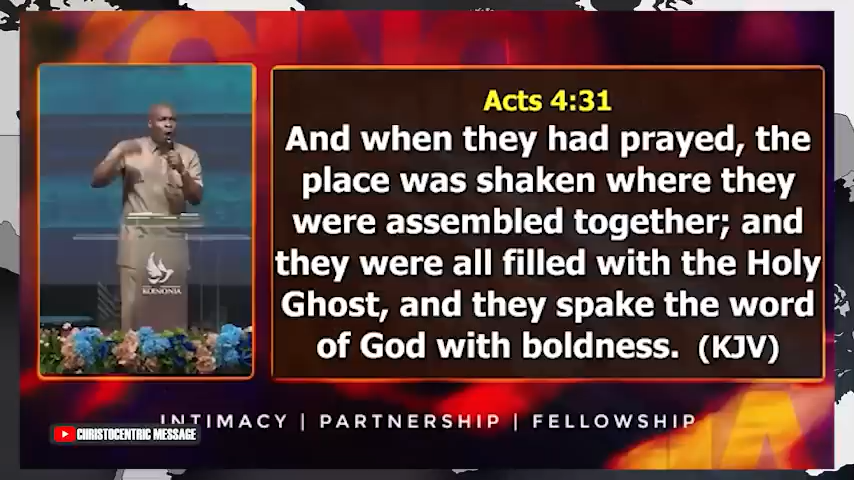 Acts 4:31
And when they had prayed, the
place was shaken where they
were assembled together; and
they were all filled with the Holy
Ghost, and they spake the word
of God with boldness. (KJV)
KOINONIA
INTIMACY | PARTNERSHIP | FELLOWSHIP
CHRISTOCENTRIC MESSAGE